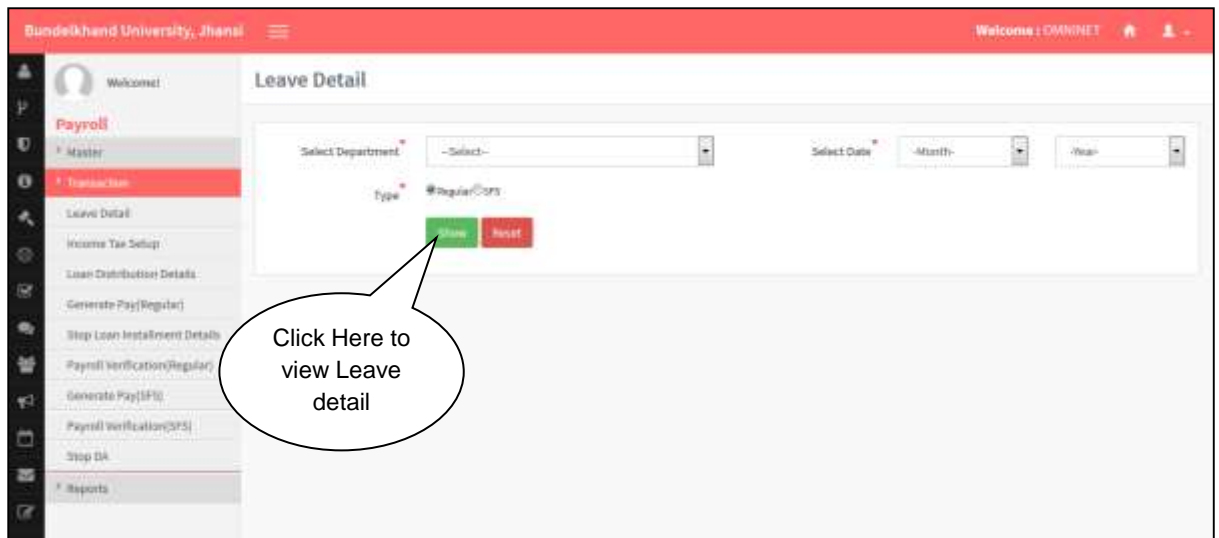 Bundelkhand University, Jhansi
Welcome : OMNINET
Welcome!
Leave Detail
Payroll
Master
Transaction
Leave Detail
Income Tax Setup
Loan Distribution Details
Generate Pay(Regular)
Stop Loan Installment Details
Payroll Verification(Regular)
Generate Pay(SFS)
Payroll Verification(SFS)
Stop DA
Reports
Select Department*
--Select--
Select Date*
-Month-
-Year-
Type*
Regular
SFS
Show
Reset
Click Here to
view Leave
detail